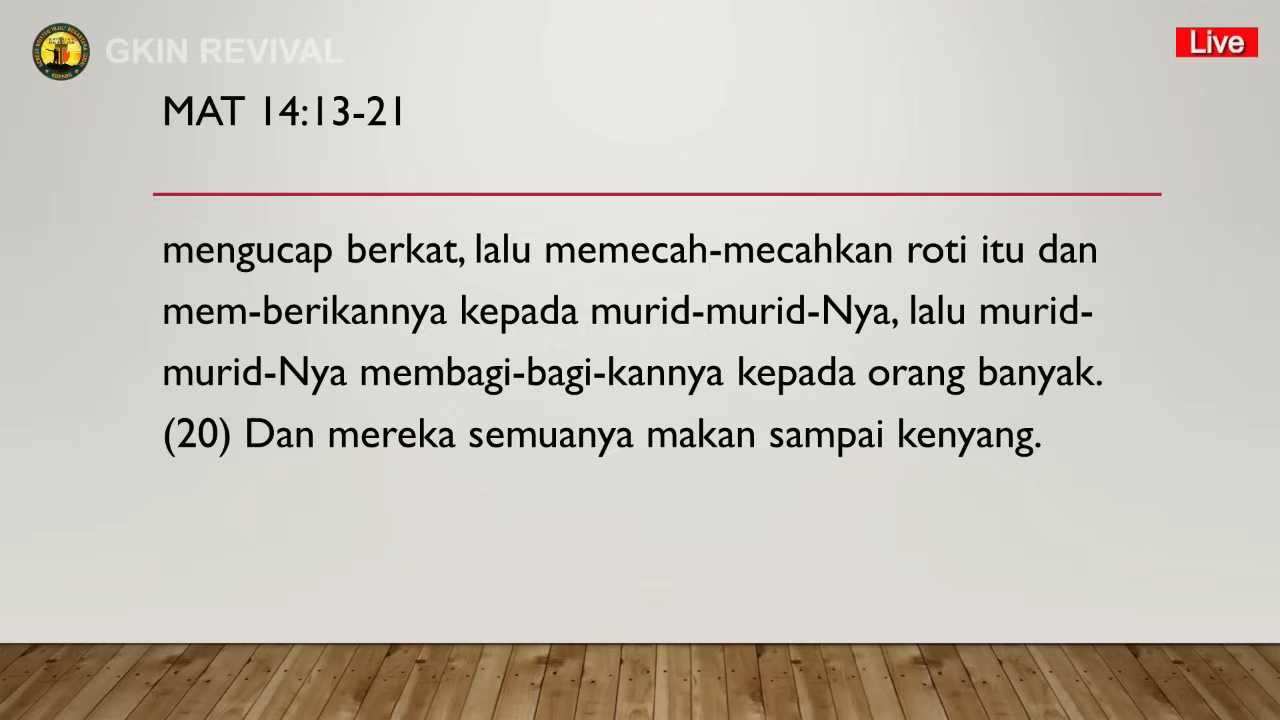 GKIN REVIVAL
Live
MAT 14:13-21
mengucap berkat, lalu memecah-mecahkan roti itu dan
mem-berikannya kepada murid-murid-Nya, lalu murid-
murid-Nya membagi-bagi-kannya kepada orang banyak.
(20) Dan mereka semuanya makan sampai kenyang.